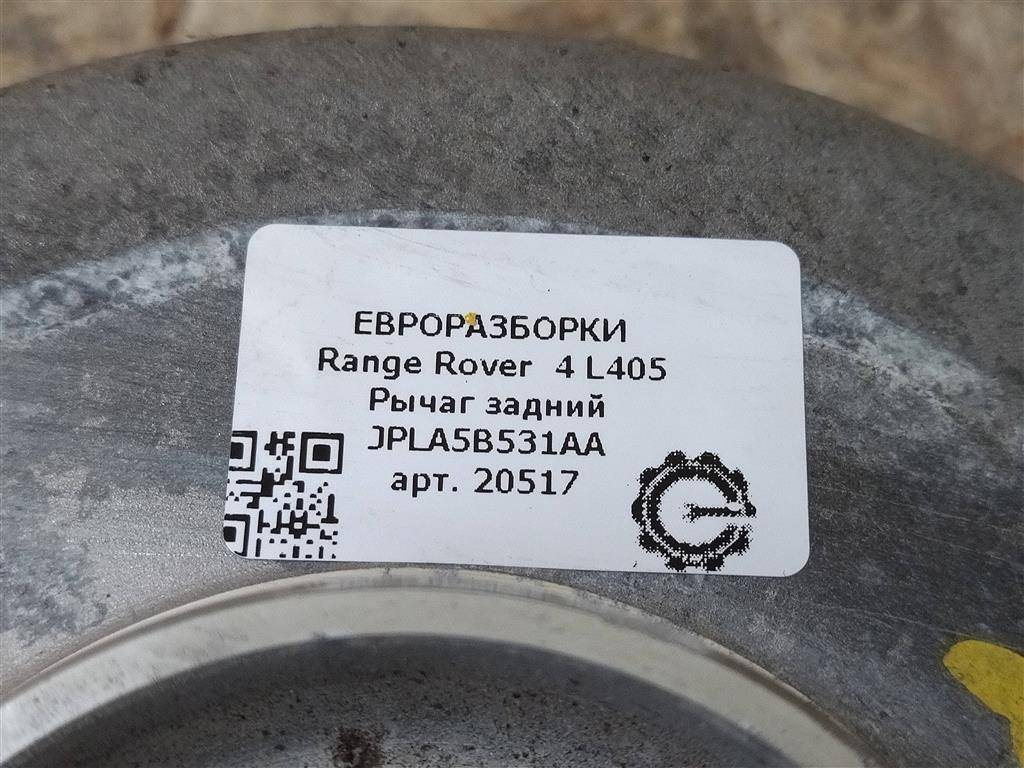 ЕВРОРАЗБОРКИ
Range Rover 4 L405
Рычаг задний
JPLA5B531AA
арт. 20517